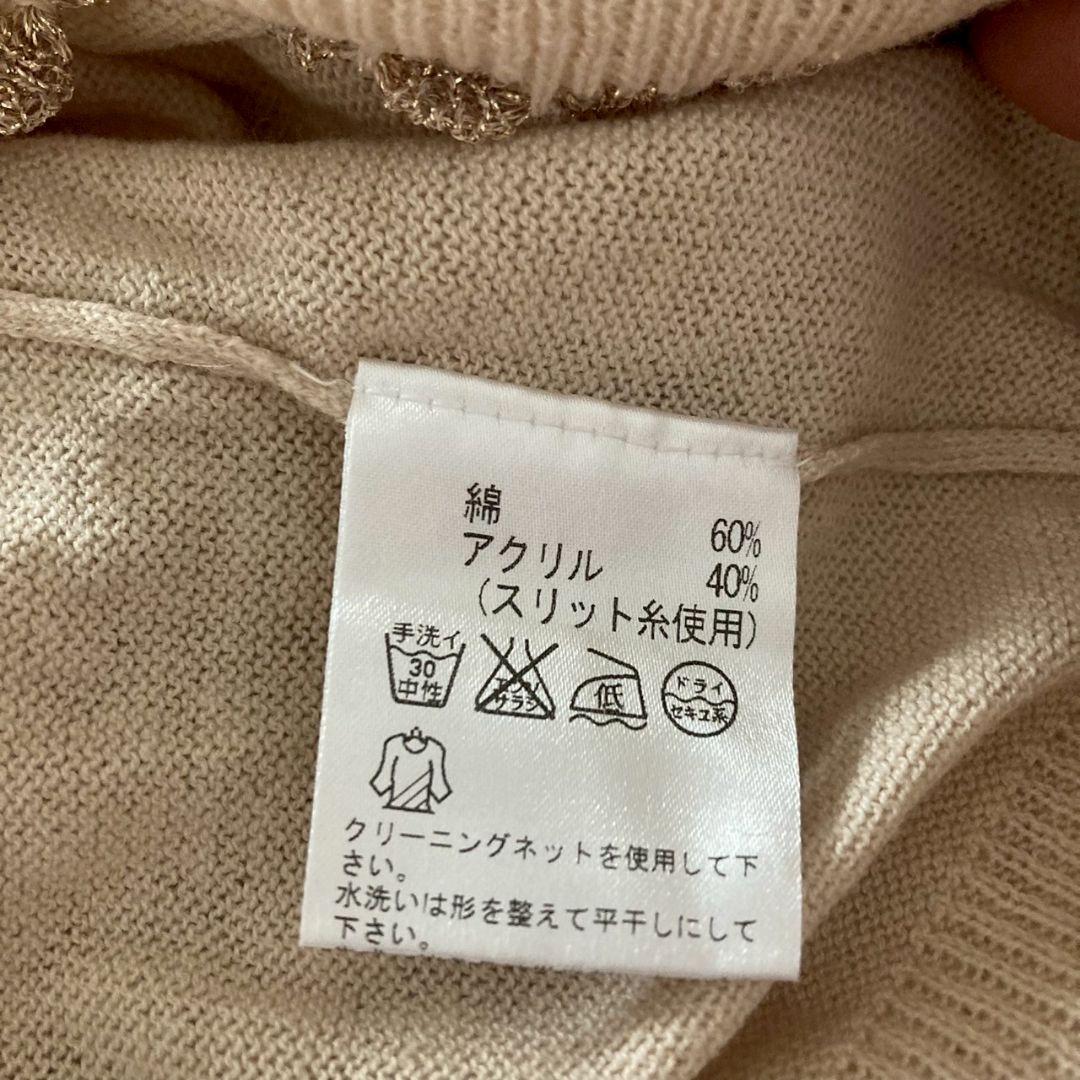 綿 60%
アクリル 40%
(スリット糸使用)
手洗イ
30
中性
エンソ
サラシ
低
ドライ
セキユ系
クリーニングネットを使用して下
さい。
水洗いは形を整えて平干しにして
下さい。